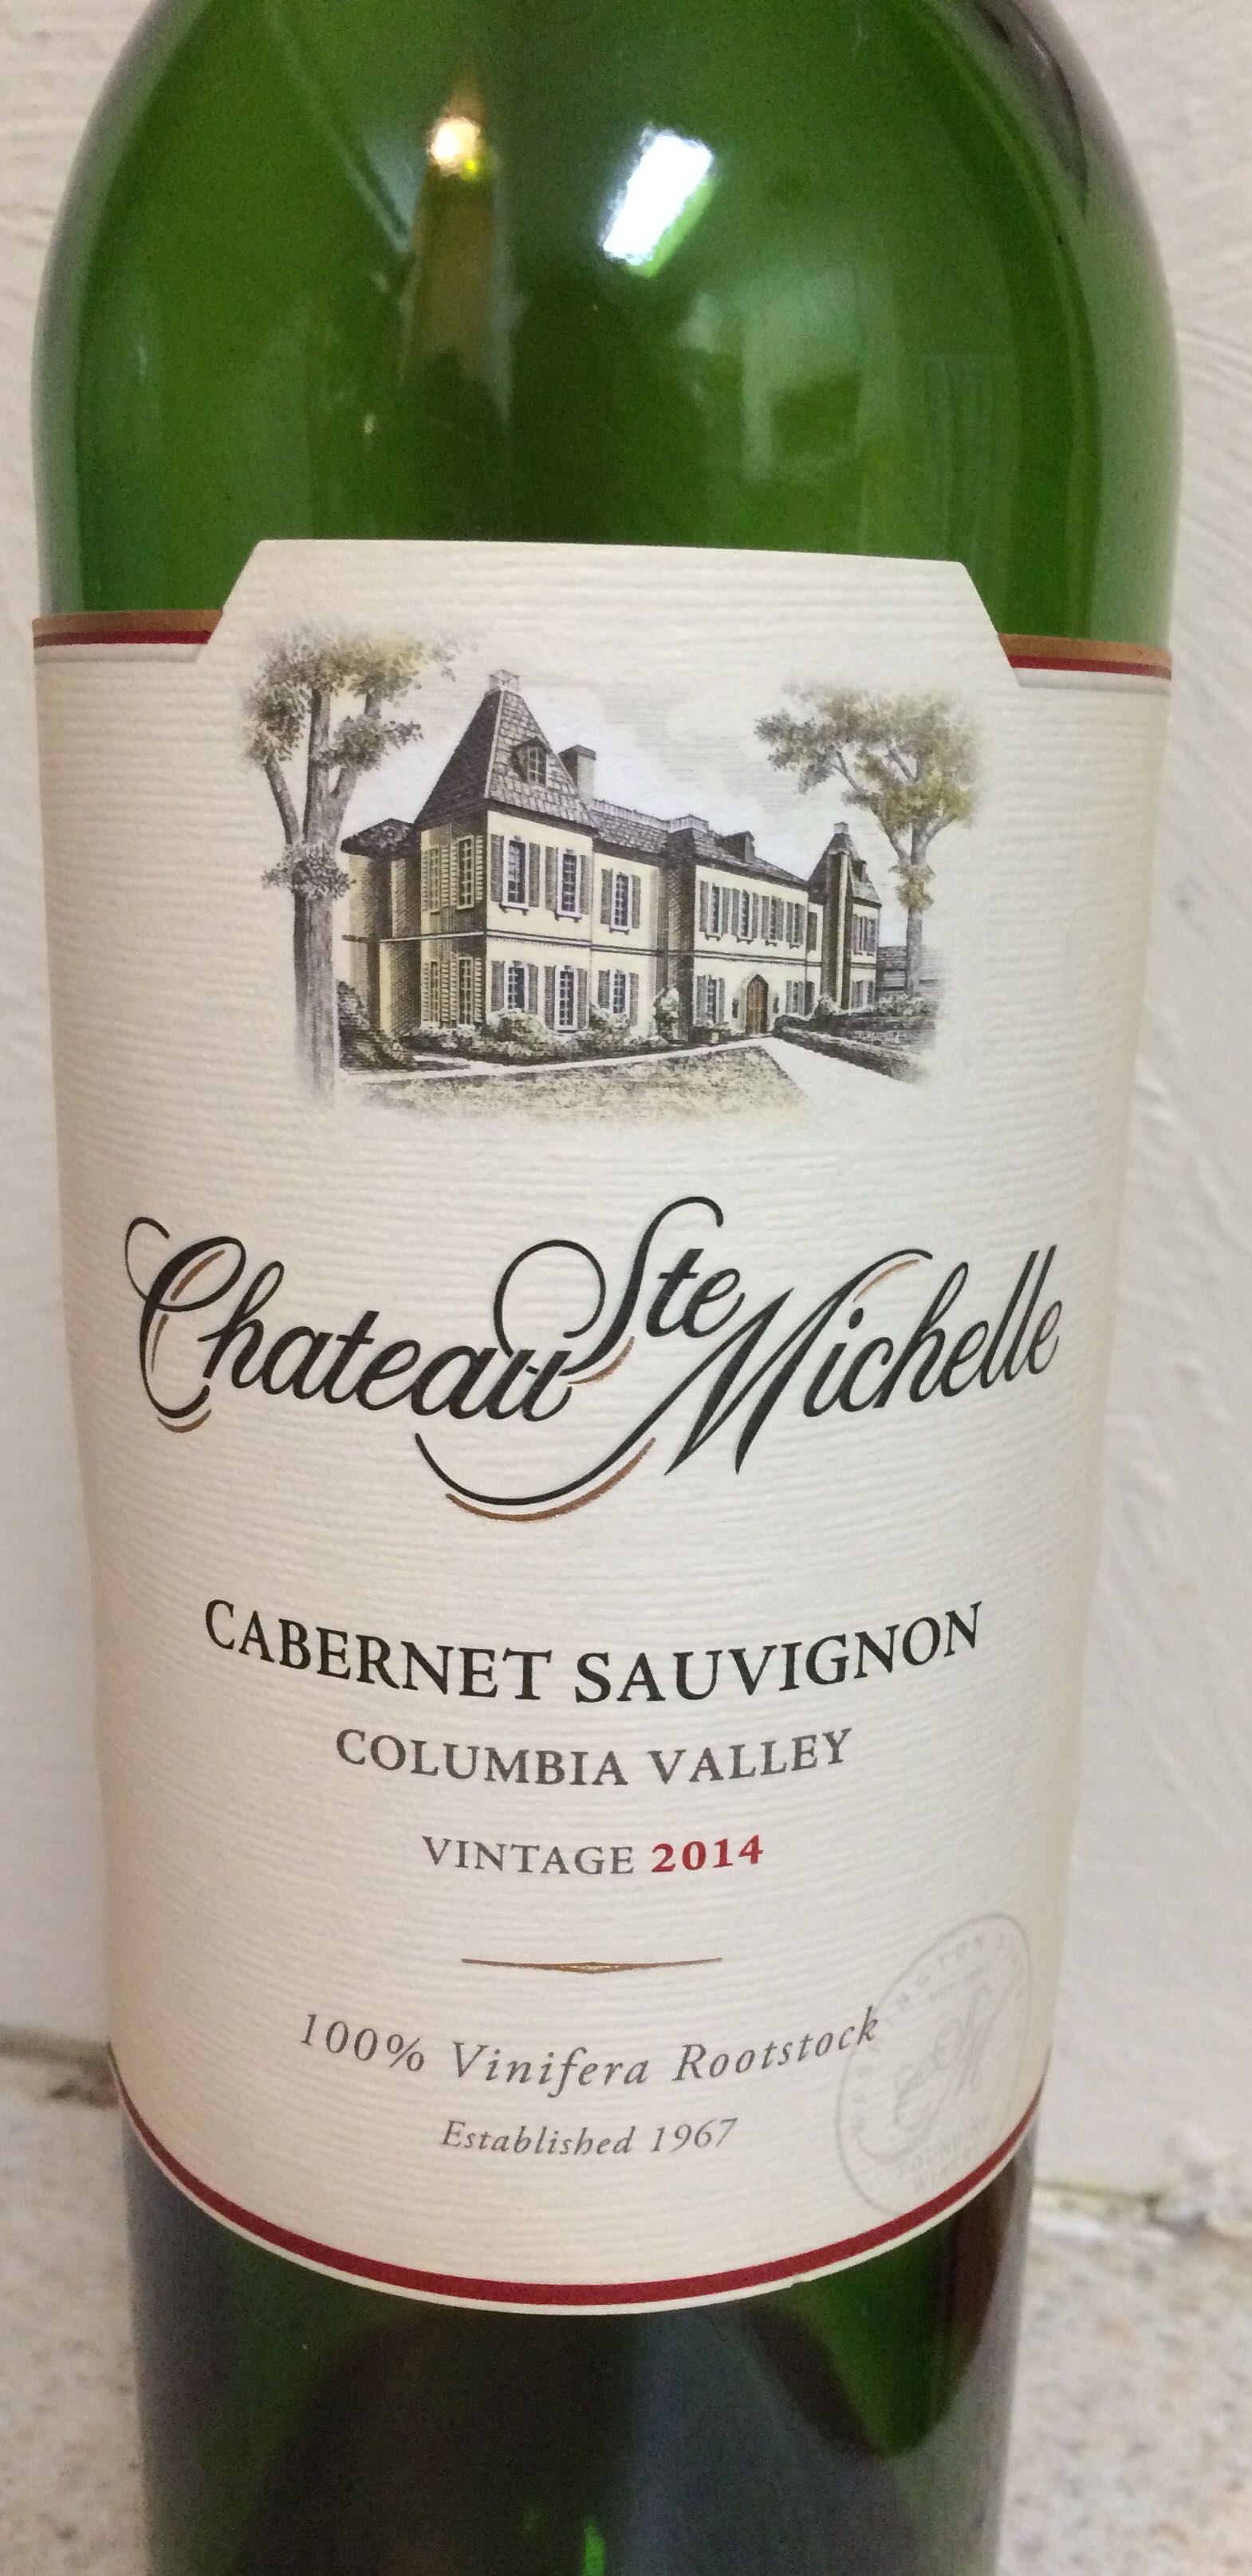 Chateau Ste Michelle
CABERNET SAUVIGNON
COLUMBIA VALLEY
VINTAGE 2014
100% Vinifera Rootstock
Established 1967